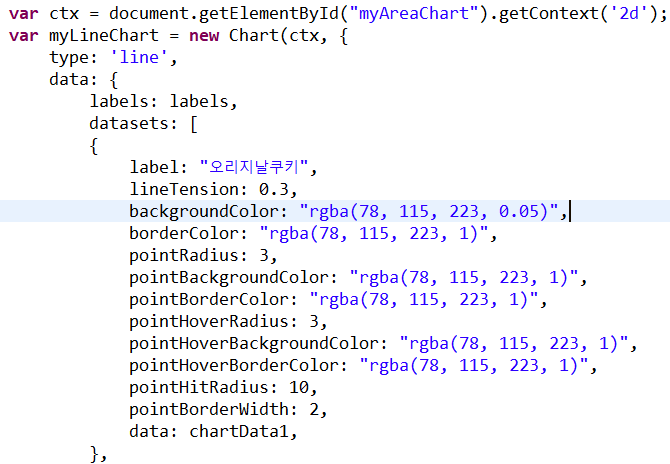 var ctx = document.getElementById("myAreaChart").getContext('2d');
var myLineChart = new Chart(ctx, {
    type: 'line',
    data: {
        labels: labels,
        datasets: [
        {
            label: "오리지날쿠키",
            lineTension: 0.3,
            backgroundColor: "rgba(78, 115, 223, 0.05)",
            borderColor: "rgba(78, 115, 223, 1)",
            pointRadius: 3,
            pointBackgroundColor: "rgba(78, 115, 223, 1)",
            pointBorderColor: "rgba(78, 115, 223, 1)",
            pointHoverRadius: 3,
            pointHoverBackgroundColor: "rgba(78, 115, 223, 1)",
            pointHoverBorderColor: "rgba(78, 115, 223, 1)",
            pointHitRadius: 10,
            pointBorderWidth: 2,
            data: chartData1,
        },